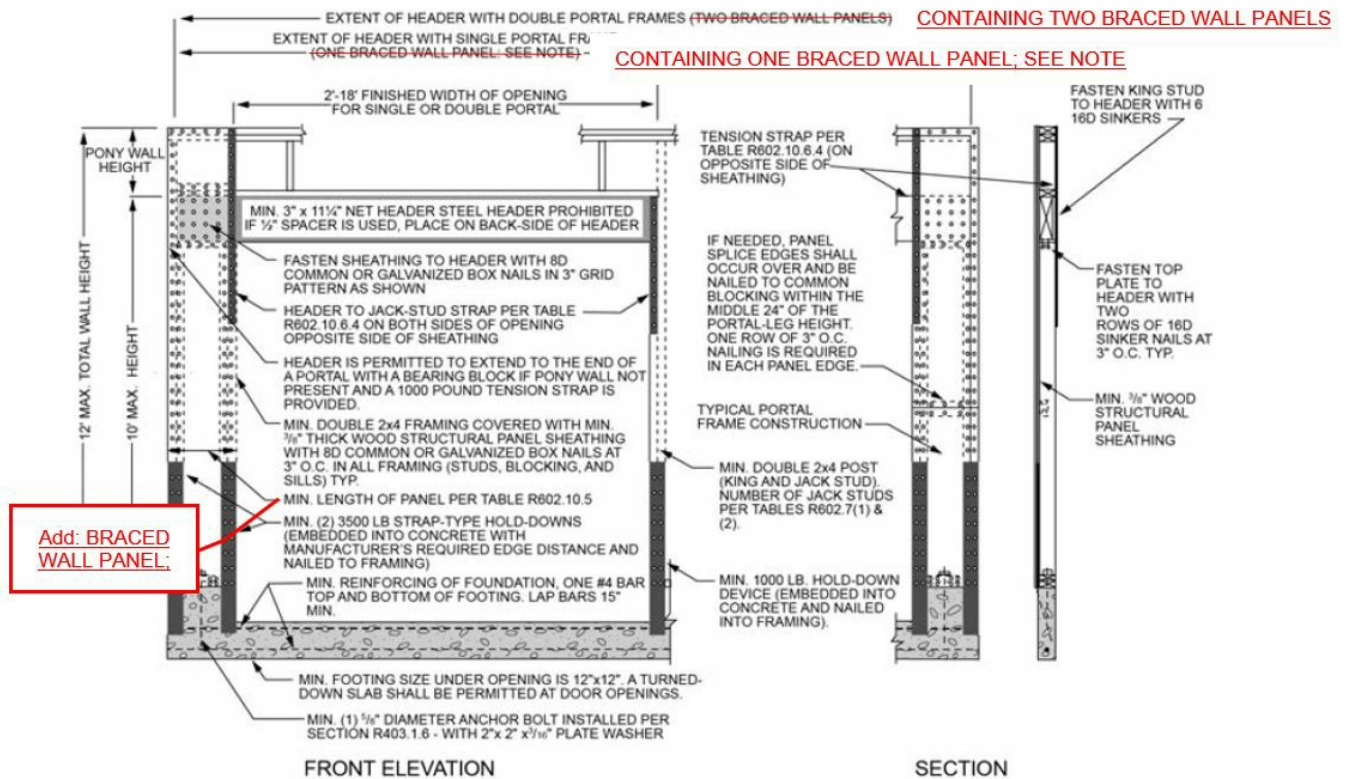 EXTENT OF HEADER WITH DOUBLE PORTAL FRAMES (TWO BRACED WALL PANELS)
CONTAINING TWO BRACED WALL PANELS
EXTENT OF HEADER WITH SINGLE PORTAL
(ONE BRACED WALL PANEL. SEE NOTE)
CONTAINING ONE BRACED WALL PANEL; SEE NOTE
2'-18' FINISHED WIDTH OF OPENING
FOR SINGLE OR DOUBLE PORTAL
PONY WALL
HEIGHT
12' MAX. TOTAL WALL HEIGHT
10' MAX. HEIGHT
MIN. 3" x 11¼" NET HEADER STEEL HEADER PROHIBITED
IF ½" SPACER IS USED, PLACE ON BACK-SIDE OF HEADER
FASTEN SHEATHING TO HEADER WITH 8D
COMMON OR GALVANIZED BOX NAILS IN 3" GRID
PATTERN AS SHOWN
HEADER TO JACK-STUD STRAP PER TABLE
R602.10.6.4 ON BOTH SIDES OF OPENING
OPPOSITE SIDE OF SHEATHING
HEADER IS PERMITTED TO EXTEND TO THE END OF
A PORTAL WITH A BEARING BLOCK IF PONY WALL NOT
PRESENT AND A 1000 POUND TENSION STRAP IS
PROVIDED.
MIN. DOUBLE 2x4 FRAMING COVERED WITH MIN.
⅜" THICK WOOD STRUCTURAL PANEL SHEATHING
WITH 8D COMMON OR GALVANIZED BOX NAILS AT
3" O.C. IN ALL FRAMING (STUDS, BLOCKING, AND
SILLS) TYP.
MIN. LENGTH OF PANEL PER TABLE R602.10.5
Add: BRACED
WALL PANEL;
MIN. (2) 3500 LB STRAP-TYPE HOLD-DOWNS
(EMBEDDED INTO CONCRETE WITH
MANUFACTURER'S REQUIRED EDGE DISTANCE AND
NAILED TO FRAMING)
MIN. REINFORCING OF FOUNDATION, ONE #4 BAR
TOP AND BOTTOM OF FOOTING. LAP BARS 15"
MIN.
MIN. FOOTING SIZE UNDER OPENING IS 12"x12". A TURNED-
DOWN SLAB SHALL BE PERMITTED AT DOOR OPENINGS.
MIN. (1) ⅝" DIAMETER ANCHOR BOLT INSTALLED PER
SECTION R403.1.6 - WITH 2"x 2" x³/₁₆" PLATE WASHER
FRONT ELEVATION
TENSION STRAP PER
TABLE R602.10.6.4 (ON
OPPOSITE SIDE OF
SHEATHING)
IF NEEDED, PANEL
SPLICE EDGES SHALL
OCCUR OVER AND BE
NAILED TO COMMON
BLOCKING WITHIN THE
MIDDLE 24" OF THE
PORTAL-LEG HEIGHT.
ONE ROW OF 3" O.C.
NAILING IS REQUIRED
IN EACH PANEL EDGE.
TYPICAL PORTAL
FRAME CONSTRUCTION
MIN. DOUBLE 2x4 POST
(KING AND JACK STUD).
NUMBER OF JACK STUDS
PER TABLES R602.7(1) &
(2).
MIN. 1000 LB. HOLD-DOWN
DEVICE (EMBEDDED INTO
CONCRETE AND NAILED
INTO FRAMING).
FASTEN KING STUD
TO HEADER WITH 6
16D SINKERS
FASTEN TOP
PLATE TO
HEADER WITH
TWO
ROWS OF 16D
SINKER NAILS AT
3" O.C. TYP.
MIN. ⅜" WOOD
STRUCTURAL
PANEL
SHEATHING
SECTION